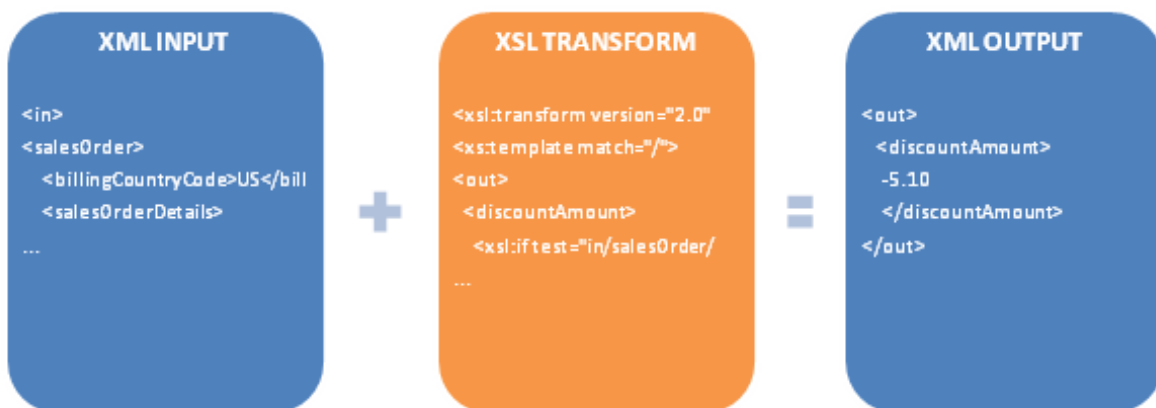 XML INPUT
<in>
<salesOrder>
<billingCountryCode>US</bill
<salesOrderDetails>
...
+
XSL TRANSFORM
<xsl:transform version="2.0"
<xs:template match="/">
<out>
<discountAmount>
<xsl:if test="in/salesOrder/
...
=
XML OUTPUT
<out>
<discountAmount>
-5.10
</discountAmount>
</out>